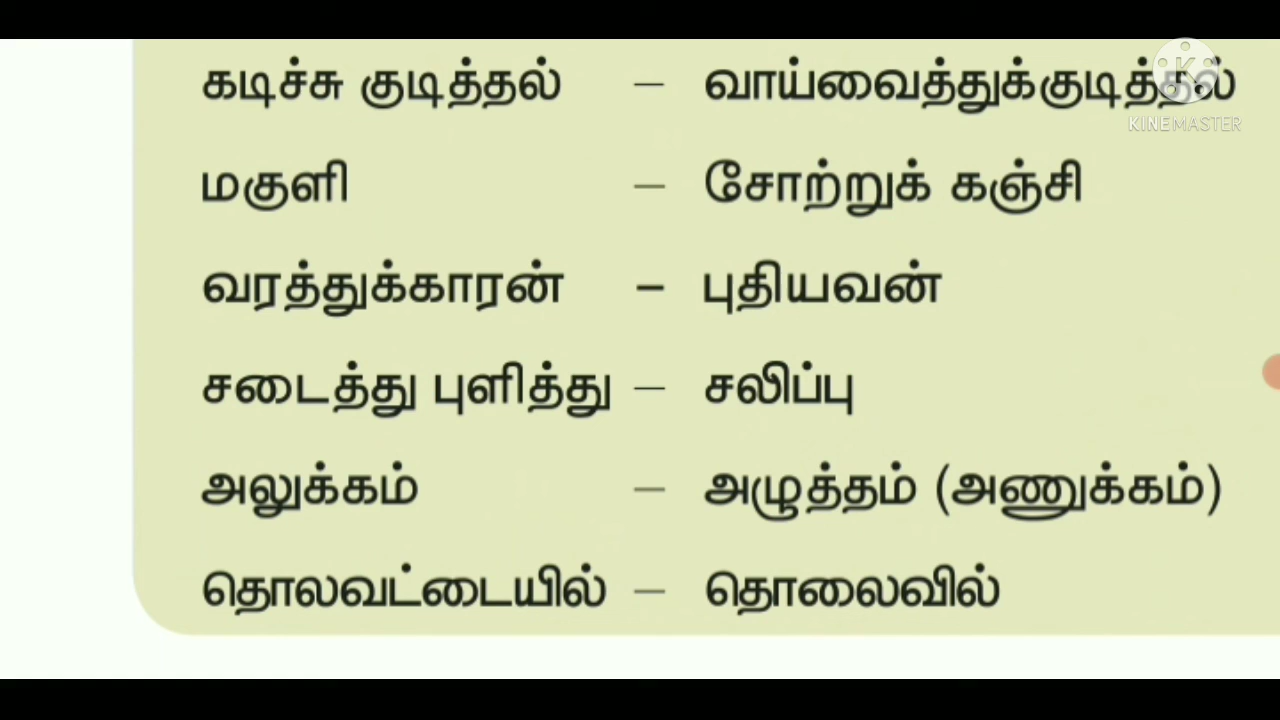 கடிச்சு குடித்தல் – வாய்வைத்துக்குடித்தல்
KINEMASTER
மகுளி – சோற்றுக் கஞ்சி
வரத்துக்காரன் – புதியவன்
சடைத்து புளித்து – சலிப்பு
அலுக்கம் – அழுத்தம் (அணுக்கம்)
தொலவட்டையில் – தொலைவில்